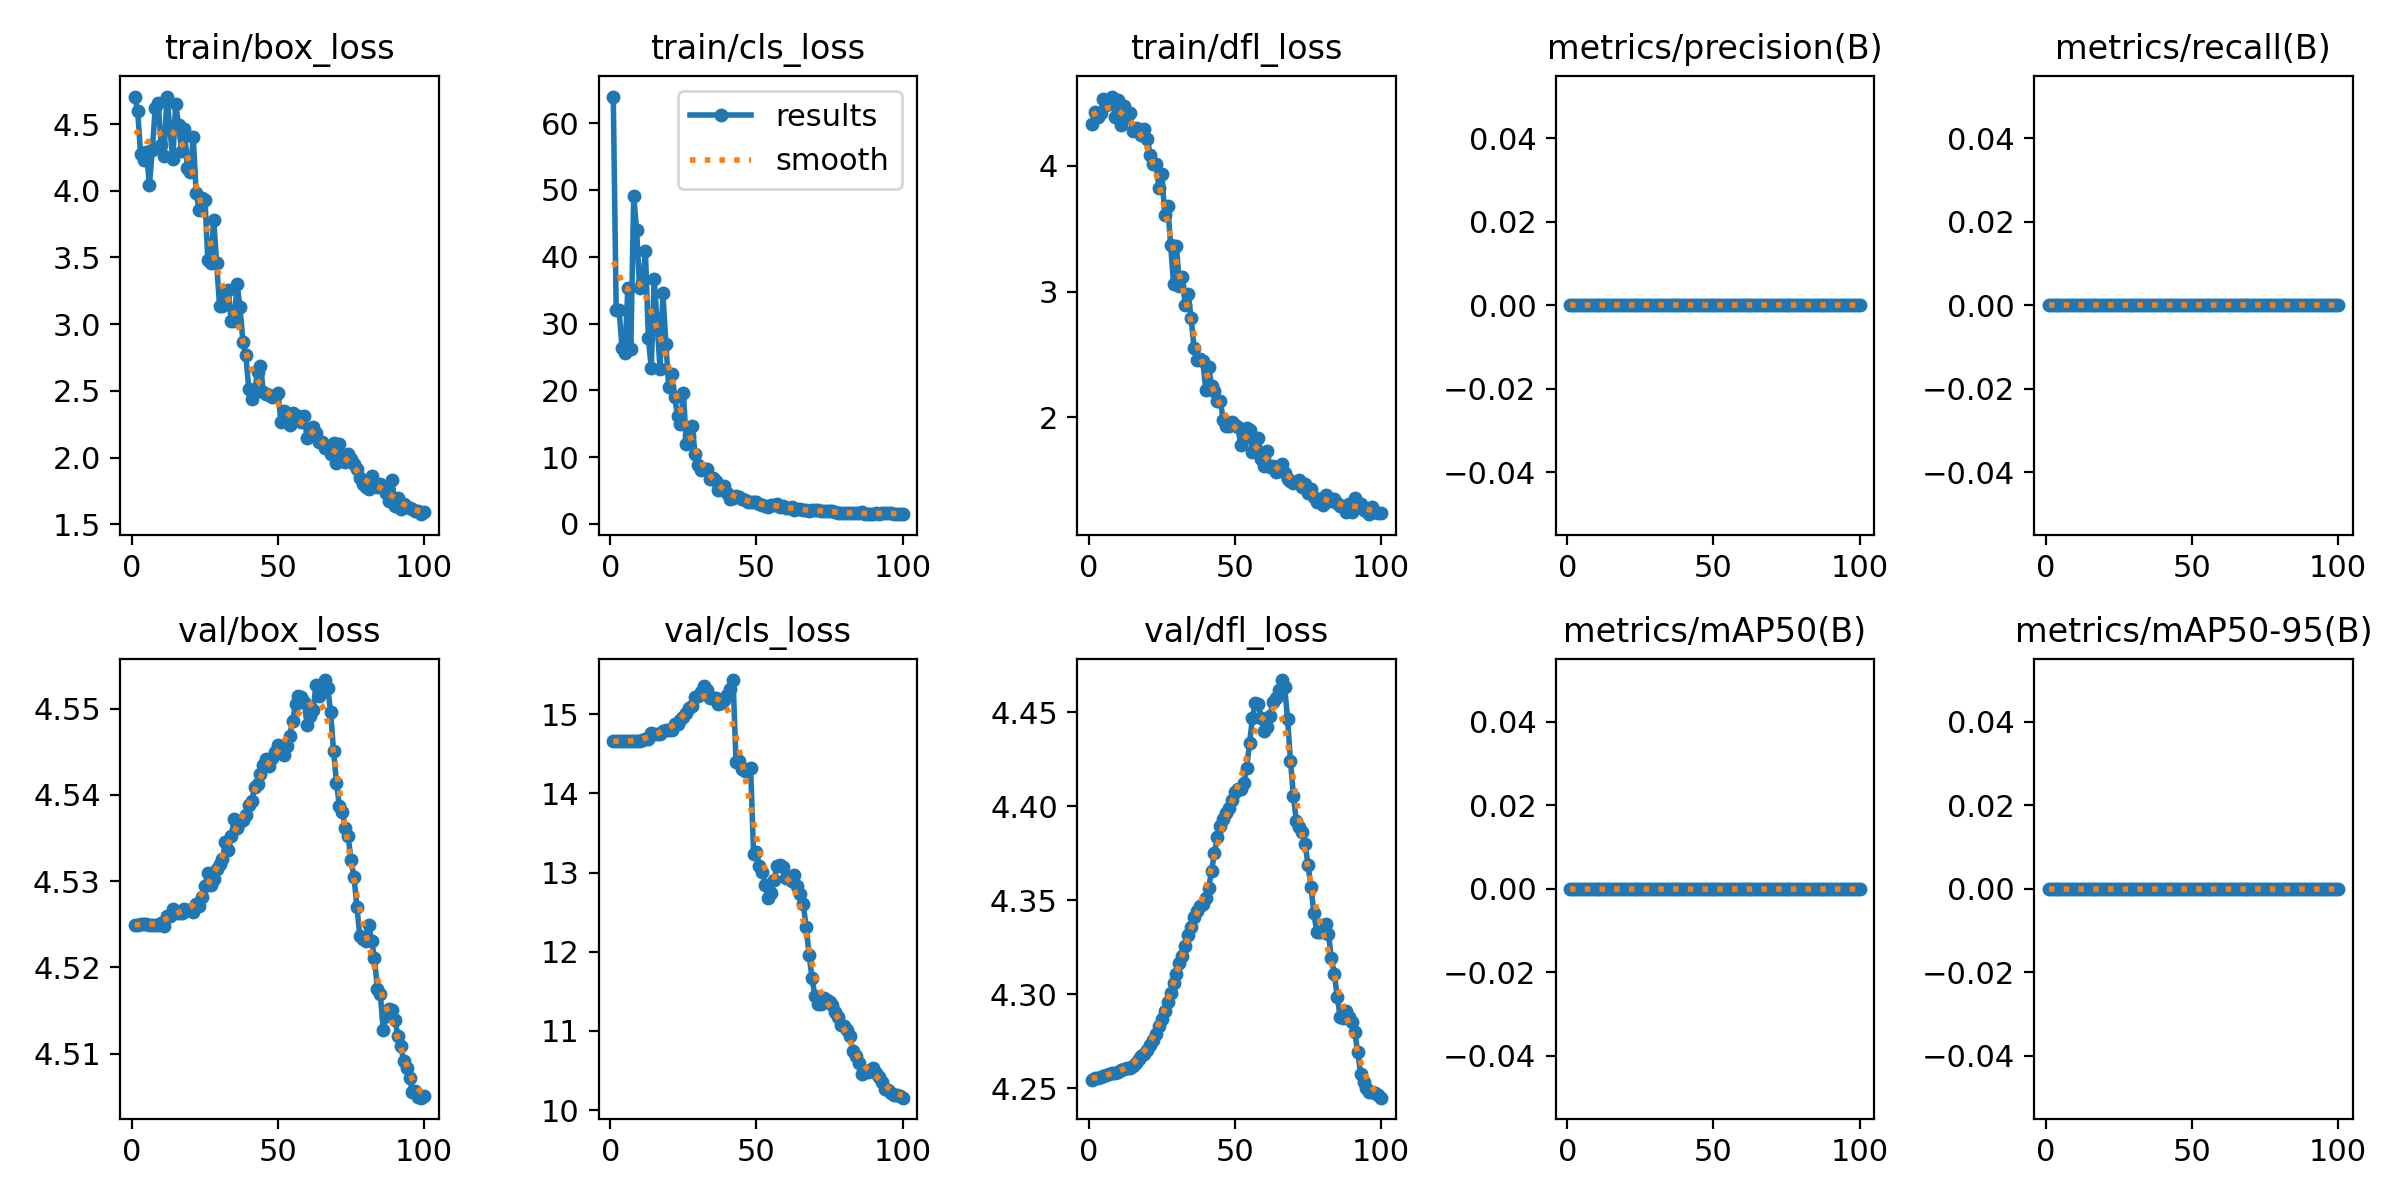 train/box_loss
4.5
4.0
3.5
3.0
2.5
2.0
1.5
0 50 100
train/cls_loss
results
smooth
60
50
40
30
20
10
0
0 50 100
train/dfl_loss
4
3
2
0 50 100
metrics/precision(B)
0.04
0.02
0.00
−0.02
−0.04
0 50 100
metrics/recall(B)
0.04
0.02
0.00
−0.02
−0.04
0 50 100
val/box_loss
4.55
4.54
4.53
4.52
4.51
0 50 100
val/cls_loss
15
14
13
12
11
10
0 50 100
val/dfl_loss
4.45
4.40
4.35
4.30
4.25
0 50 100
metrics/mAP50(B)
0.04
0.02
0.00
−0.02
−0.04
0 50 100
metrics/mAP50-95(B)
0.04
0.02
0.00
−0.02
−0.04
0 50 100